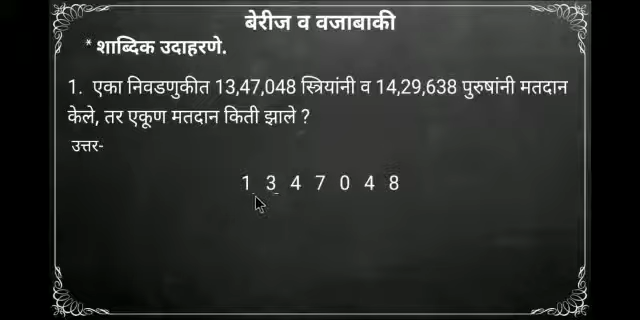 बेरीज व वजाबाकी
* शाब्दिक उदाहरणे.
1. एका निवडणुकीत 13,47,048 स्त्रियांनी व 14,29,638 पुरुषांनी मतदान
केले, तर एकूण मतदान किती झाले ?
उत्तर-
1 3 4 7 0 4 8